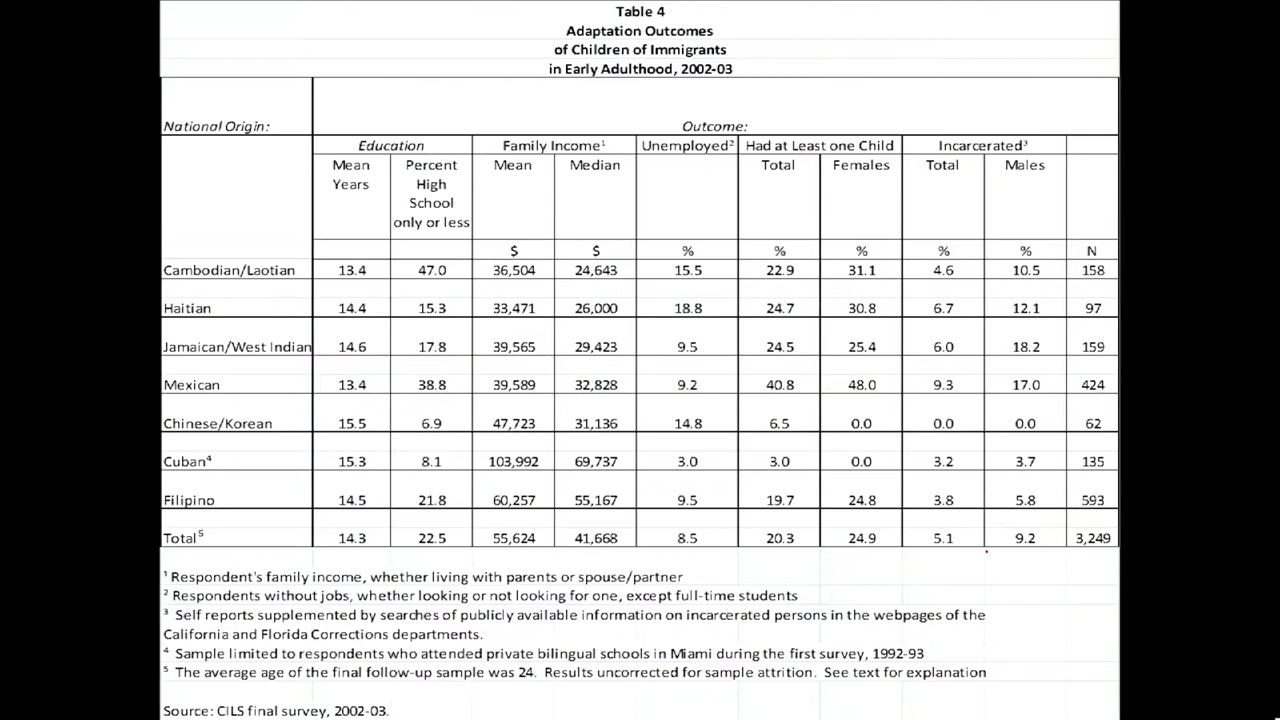 Table 4
Adaptation Outcomes
of Children of Immigrants
in Early Adulthood, 2002-03
National Origin: Outcome:
Education Family Income¹ Unemployed² Had at Least one Child Incarcerated³
Mean Percent Mean Median Total Females Total Males
Years High
School
only or less
$ $ % % % % % N
Cambodian/Laotian 13.4 47.0 36,504 24,643 15.5 22.9 31.1 4.6 10.5 158
Haitian 14.4 15.3 33,471 26,000 18.8 24.7 30.8 6.7 12.1 97
Jamaican/West Indian 14.6 17.8 39,565 29,423 9.5 24.5 25.4 6.0 18.2 159
Mexican 13.4 38.8 39,589 32,828 9.2 40.8 48.0 9.3 17.0 424
Chinese/Korean 15.5 6.9 47,723 31,136 14.8 6.5 0.0 0.0 0.0 62
Cuban⁴ 15.3 8.1 103,992 69,737 3.0 3.0 0.0 3.2 3.7 135
Filipino 14.5 21.8 60,257 55,167 9.5 19.7 24.8 3.8 5.8 593
Total⁵ 14.3 22.5 55,624 41,668 8.5 20.3 24.9 5.1 9.2 3,249
¹ Respondent's family income, whether living with parents or spouse/partner
² Respondents without jobs, whether looking or not looking for one, except full-time students
³ Self reports supplemented by searches of publicly available information on incarcerated persons in the webpages of the
California and Florida Corrections departments.
⁴ Sample limited to respondents who attended private bilingual schools in Miami during the first survey, 1992-93
⁵ The average age of the final follow-up sample was 24. Results uncorrected for sample attrition. See text for explanation
Source: CILS final survey, 2002-03.